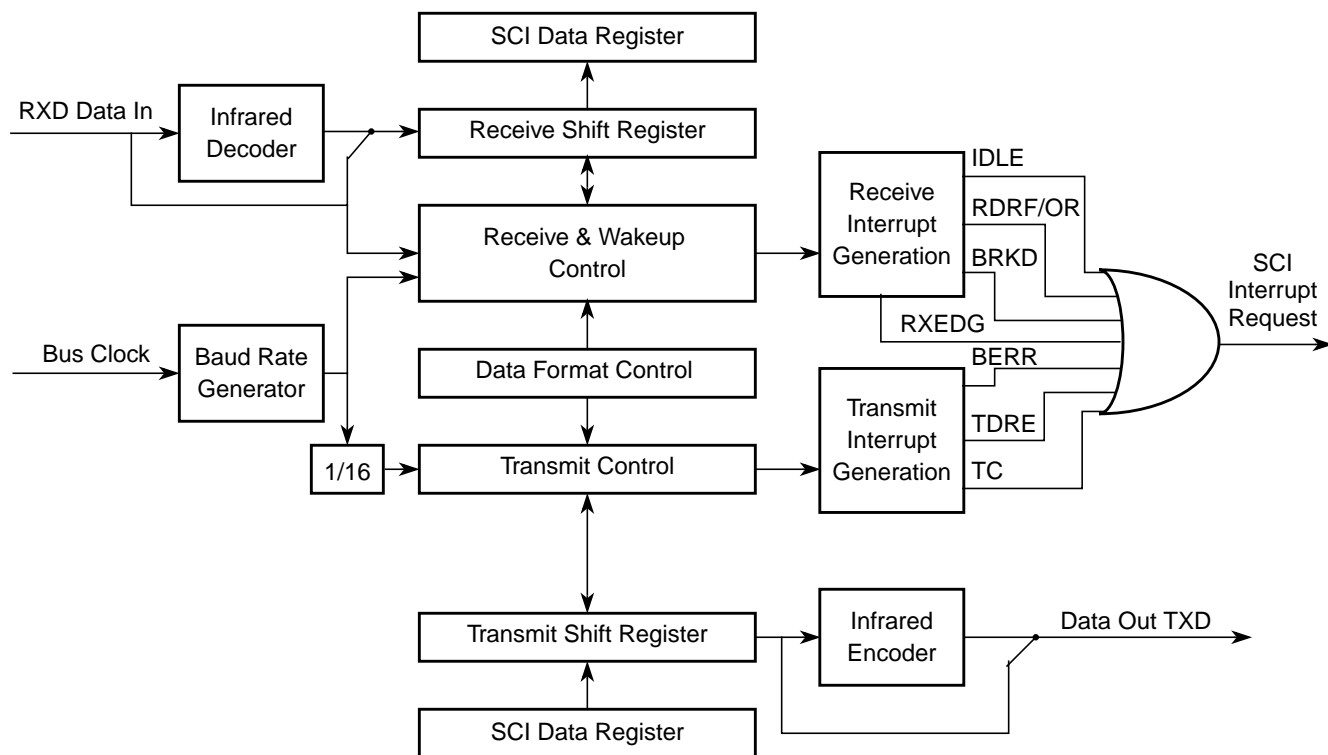 SCI Data Register
RXD Data In
Infrared
Decoder
Receive Shift Register
IDLE
Receive
Interrupt
Generation
RDRF/OR
Receive & Wakeup
Control
BRKD
SCI
Interrupt
Request
RXEDG
Bus Clock
Baud Rate
Generator
Data Format Control
BERR
Transmit
Interrupt
Generation
TDRE
1/16
Transmit Control
TC
Transmit Shift Register
Infrared
Encoder
Data Out TXD
SCI Data Register